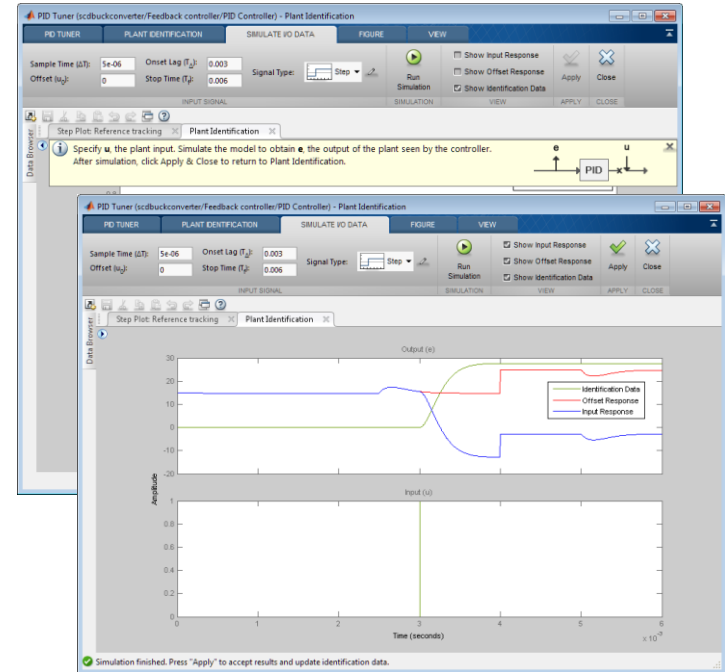 PID Tuner (scdbuckconverter/Feedback controller/PID Controller) - Plant Identification
PID TUNER PLANT IDENTIFICATION SIMULATE I/O DATA FIGURE VIEW
Sample Time (ΔT): 5e-06 Onset Lag (TΔ): 0.003 Signal Type: Step Run Simulation Show Input Response Apply Close
Offset (u0): 0 Stop Time (Tf): 0.006 Show Offset Response
Show Identification Data
INPUT SIGNAL SIMULATION VIEW APPLY CLOSE
Data Browser
Step Plot: Reference tracking Plant Identification
Specify u, the plant input. Simulate the model to obtain e, the output of the plant seen by the controller.
After simulation, click Apply & Close to return to Plant Identification.
e u
PID
0.8
PID Tuner (scdbuckconverter/Feedback controller/PID Controller) - Plant Identification
PID TUNER PLANT IDENTIFICATION SIMULATE I/O DATA FIGURE VIEW
Sample Time (ΔT): 5e-06 Onset Lag (TΔ): 0.003 Signal Type: Step Run Simulation Show Input Response Apply Close
Offset (u0): 0 Stop Time (Tf): 0.006 Show Offset Response
Show Identification Data
INPUT SIGNAL SIMULATION VIEW APPLY CLOSE
Data Browser
Step Plot: Reference tracking Plant Identification
Output (e)
30
20
10
0
-10
-20
Identification Data
Offset Response
Input Response
Amplitude
Input (u)
1
0.8
0.6
0.4
0.2
0
0 1 2 3 4 5 6
Time (seconds)
x 10⁻³
Simulation finished. Press "Apply" to accept results and update identification data.